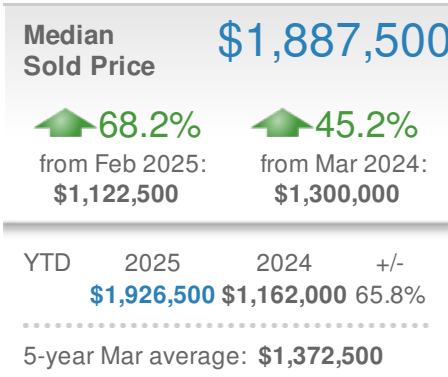 Median $1,887,500
Sold Price
68.2% 45.2%
from Feb 2025: from Mar 2024:
$1,122,500 $1,300,000
YTD 2025 2024 +/-
$1,926,500 $1,162,000 65.8%
5-year Mar average: $1,372,500